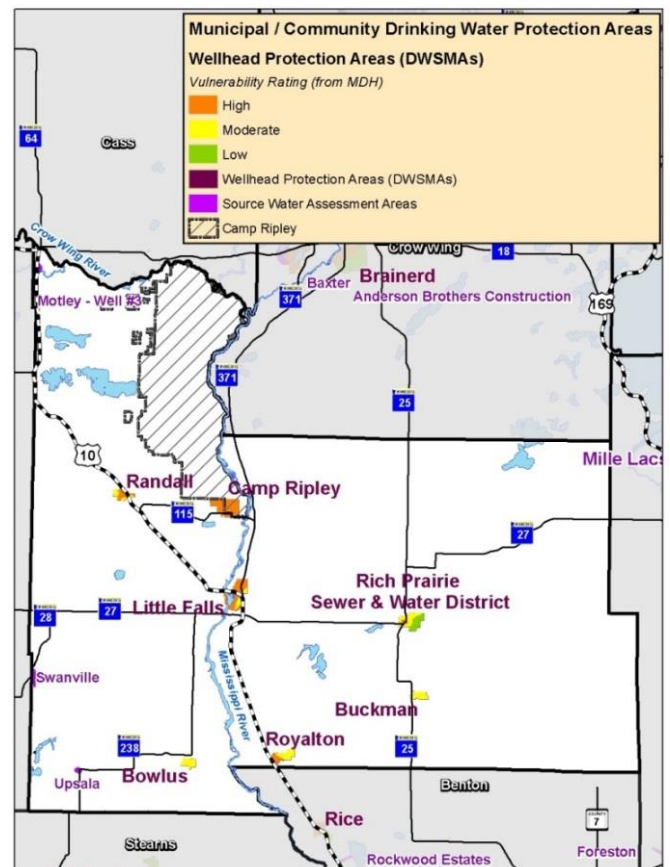 Municipal / Community Drinking Water Protection Areas
Wellhead Protection Areas (DWSMAs)
Vulnerability Rating (from MDH)
High
Moderate
Low
Wellhead Protection Areas (DWSMAs)
Source Water Assessment Areas
Camp Ripley
64
Cass
Crow Wing River
Crow Wing
18
Motley - Well #3
Baxter
Brainerd
Anderson Brothers Construction
371
169
371
25
10
Mille Lacs
Randall
Camp Ripley
115
27
Rich Prairie
Sewer & Water District
Little Falls
27
28
Mississippi River
Swanville
Buckman
Royalton
238
25
Upsala
Bowlus
Benton
Rice
7
Stearns
Rockwood Estates
Foreston